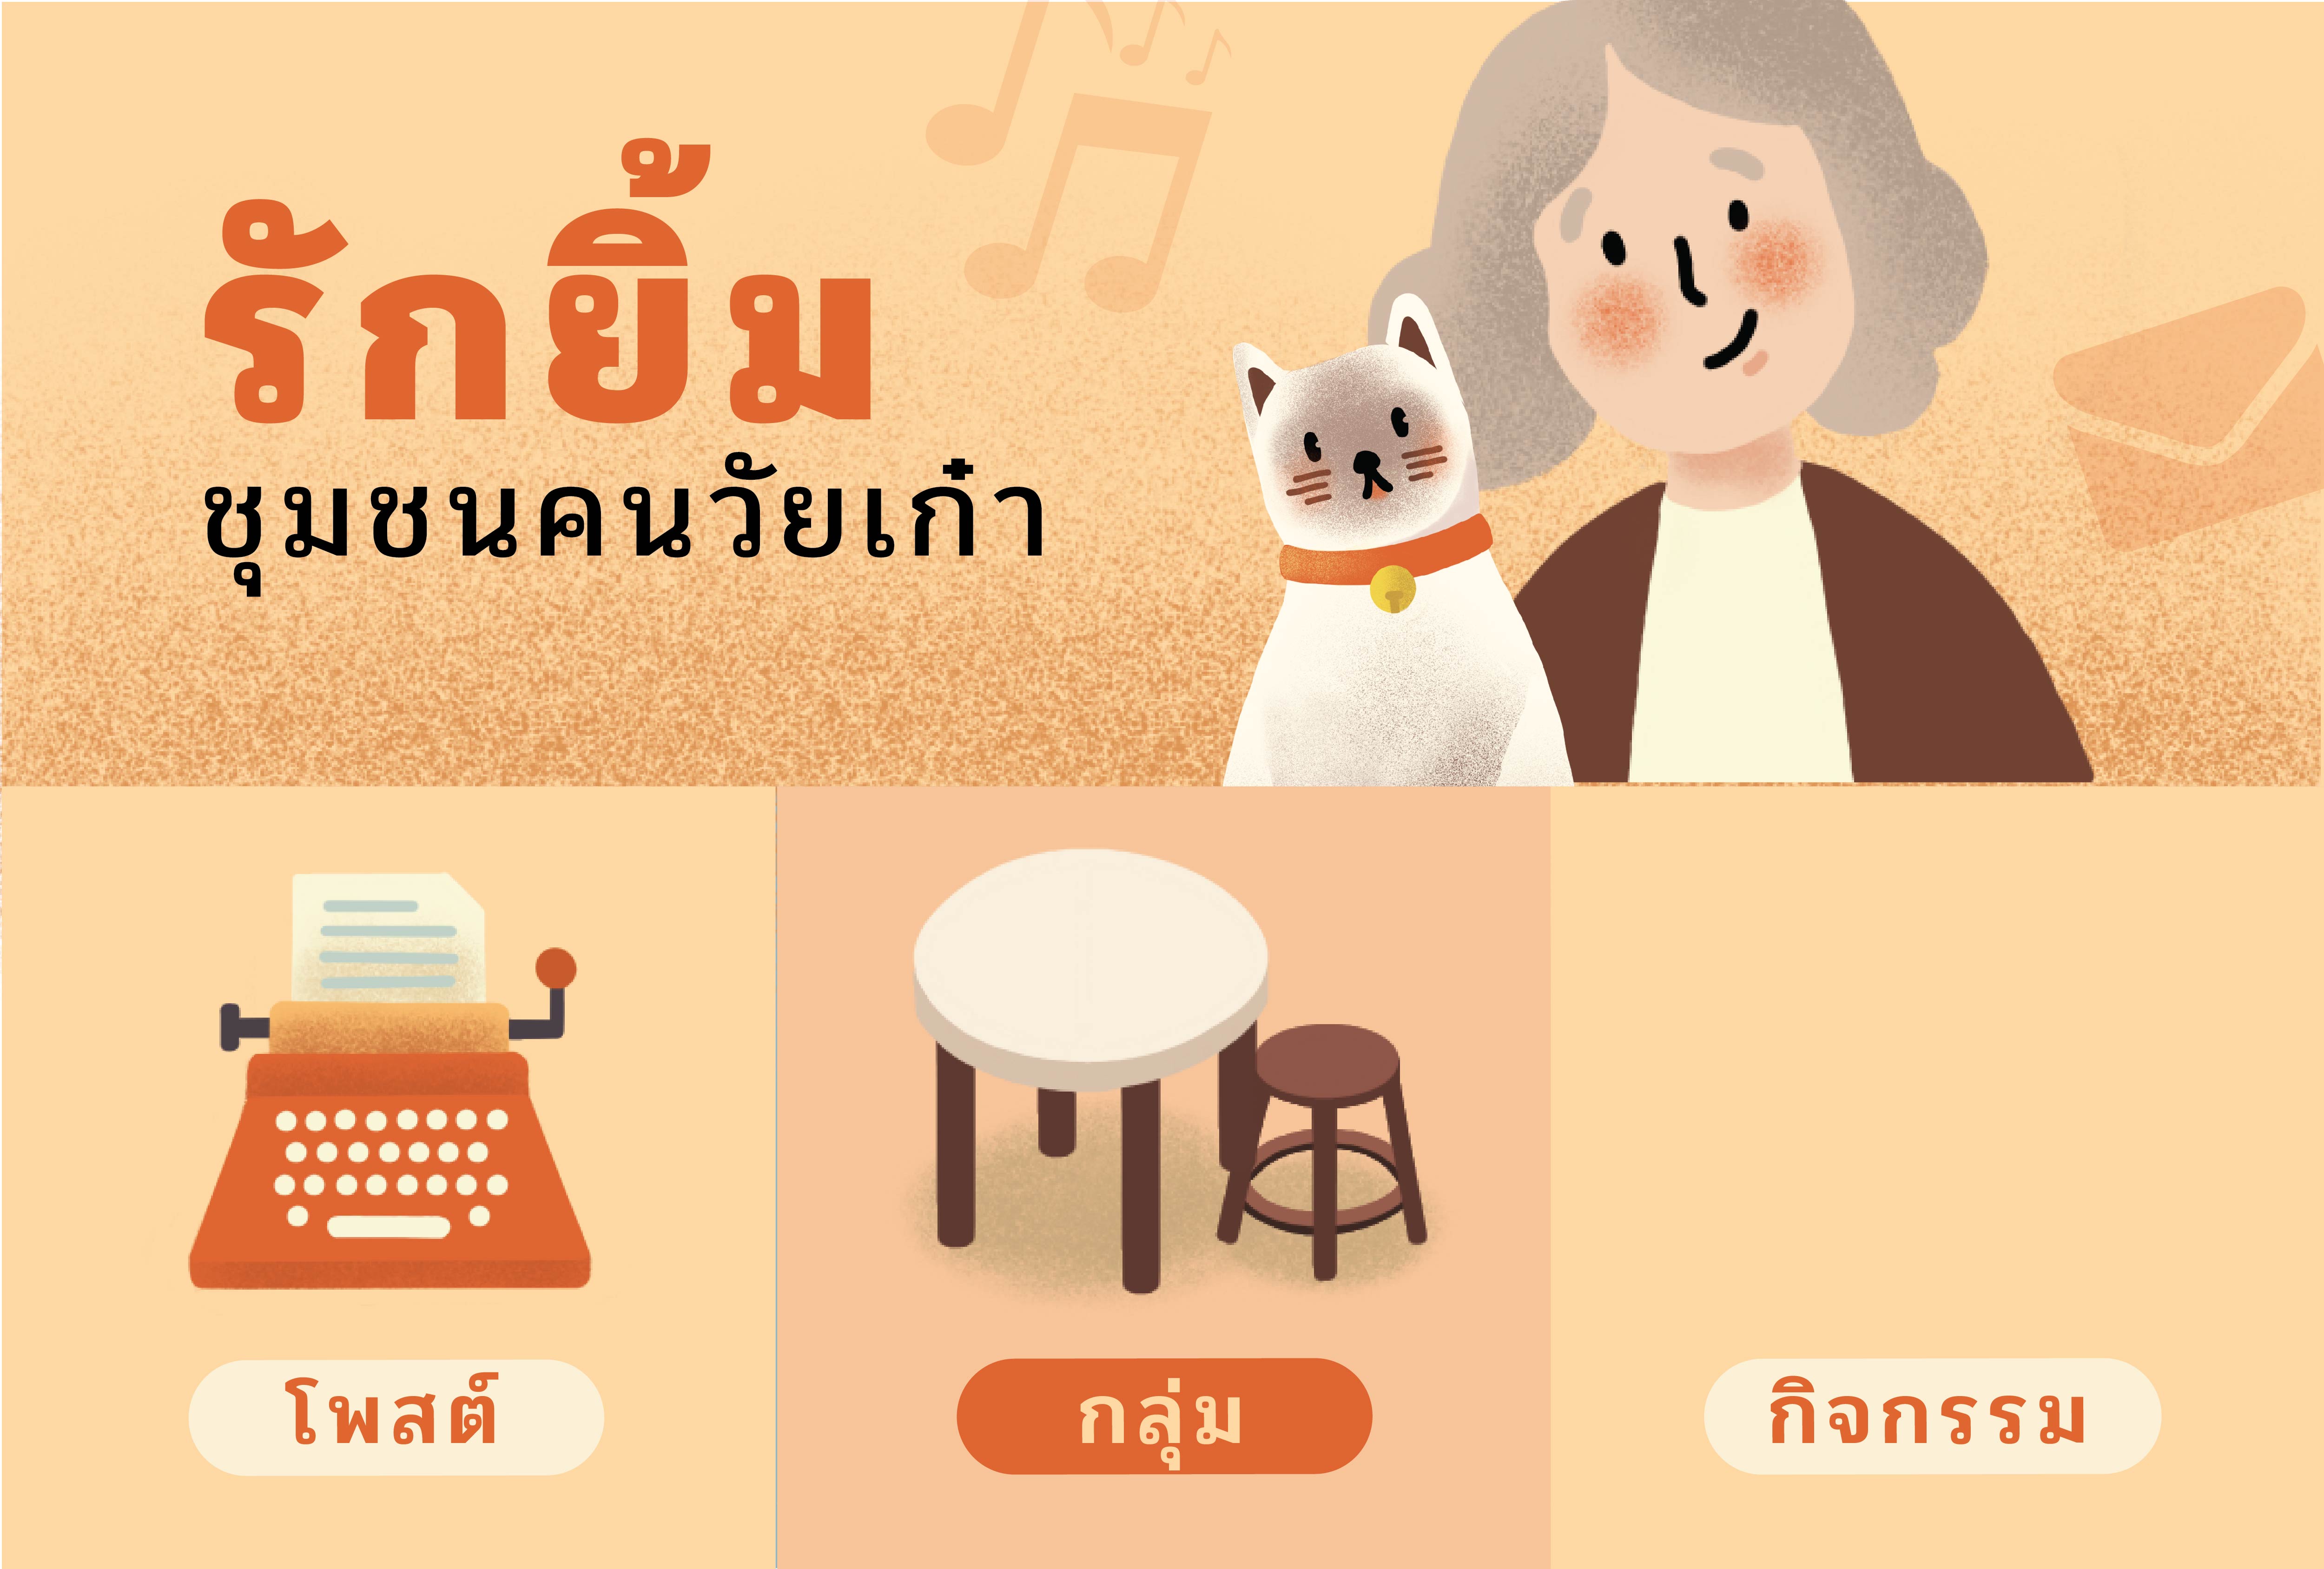 รักยิ้ม
ชุมชนคนวัยเก๋า
โพสต์
กลุ่ม
กิจกรรม